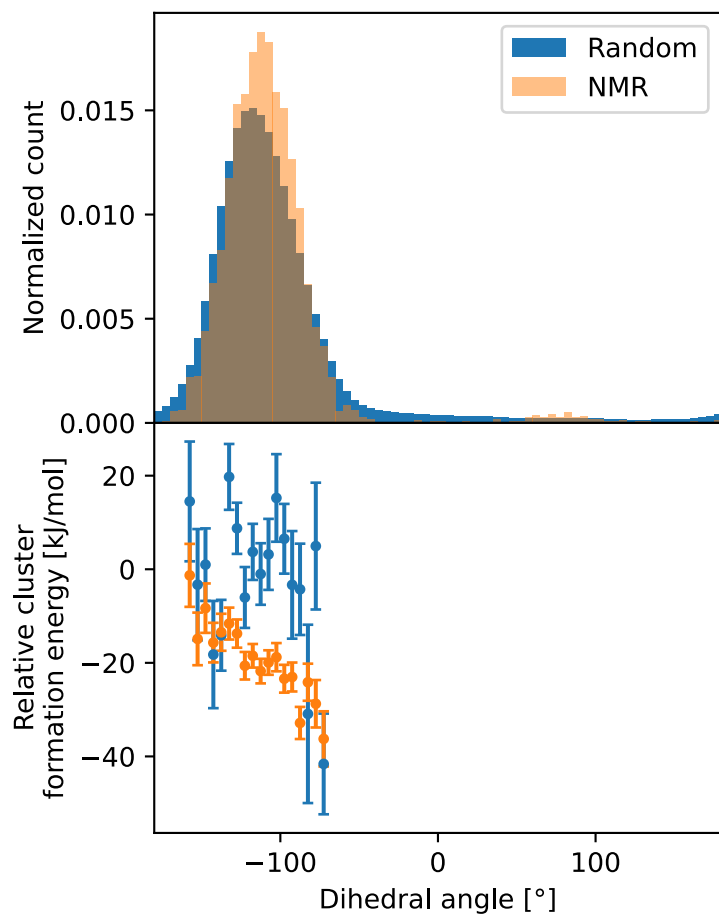 Random
NMR
Normalized count
0.015
0.010
0.005
0.000
Relative cluster
formation energy [kJ/mol]
20
0
−20
−40
−100
0
100
Dihedral angle [°]